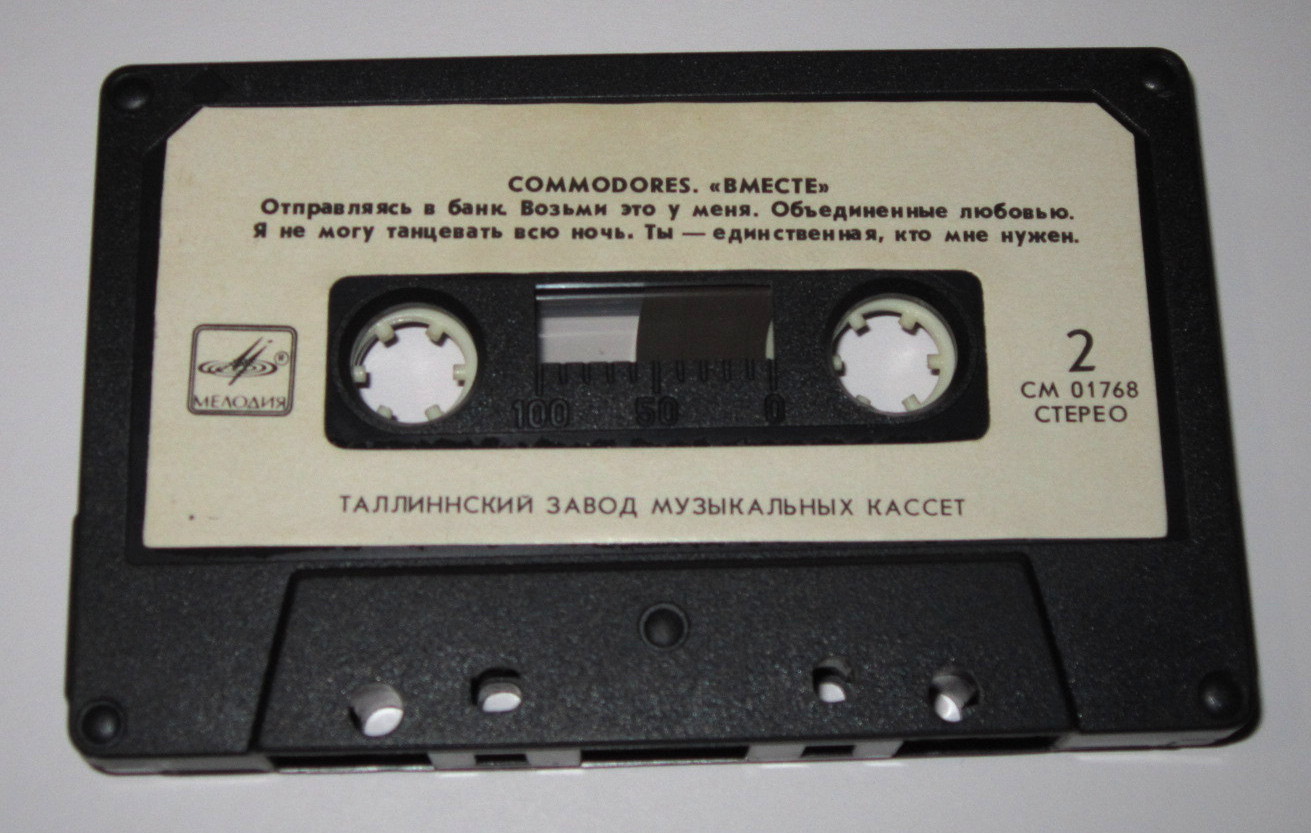 COMMODORES. «ВМЕСТЕ»
Отправляясь в банк. Возьми это у меня. Объединенные любовью.
Я не могу танцевать всю ночь. Ты — единственная, кто мне нужен.
МЕЛОДИЯ ®
2
СМ 01768
СТЕРЕО
100 50 0
ТАЛЛИННСКИЙ ЗАВОД МУЗЫКАЛЬНЫХ КАССЕТ